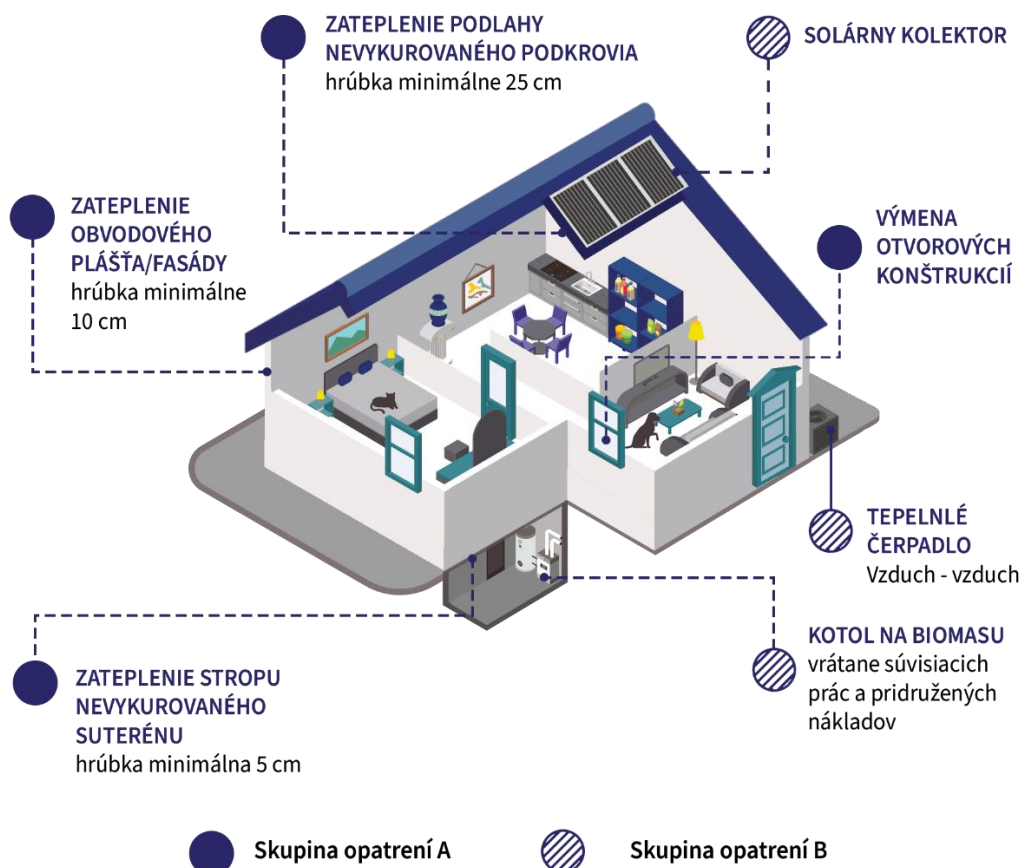 ZATEPLENIE PODLAHY
NEVYKUROVANÉHO PODKROVIA
hrúbka minimálne 25 cm
SOLÁRNY KOLEKTOR
ZATEPLENIE
OBVODOVÉHO
PLÁŠŤA/FASÁDY
hrúbka minimálne
10 cm
VÝMENA
OTVOROVÝCH
KONŠTRUKCIÍ
TEPELNLÉ
ČERPADLO
Vzduch - vzduch
KOTOL NA BIOMASU
vrátane súvisiacich
prác a pridružených
nákladov
ZATEPLENIE STROPU
NEVYKUROVANÉHO
SUTERÉNU
hrúbka minimálna 5 cm
Skupina opatrení A
Skupina opatrení B